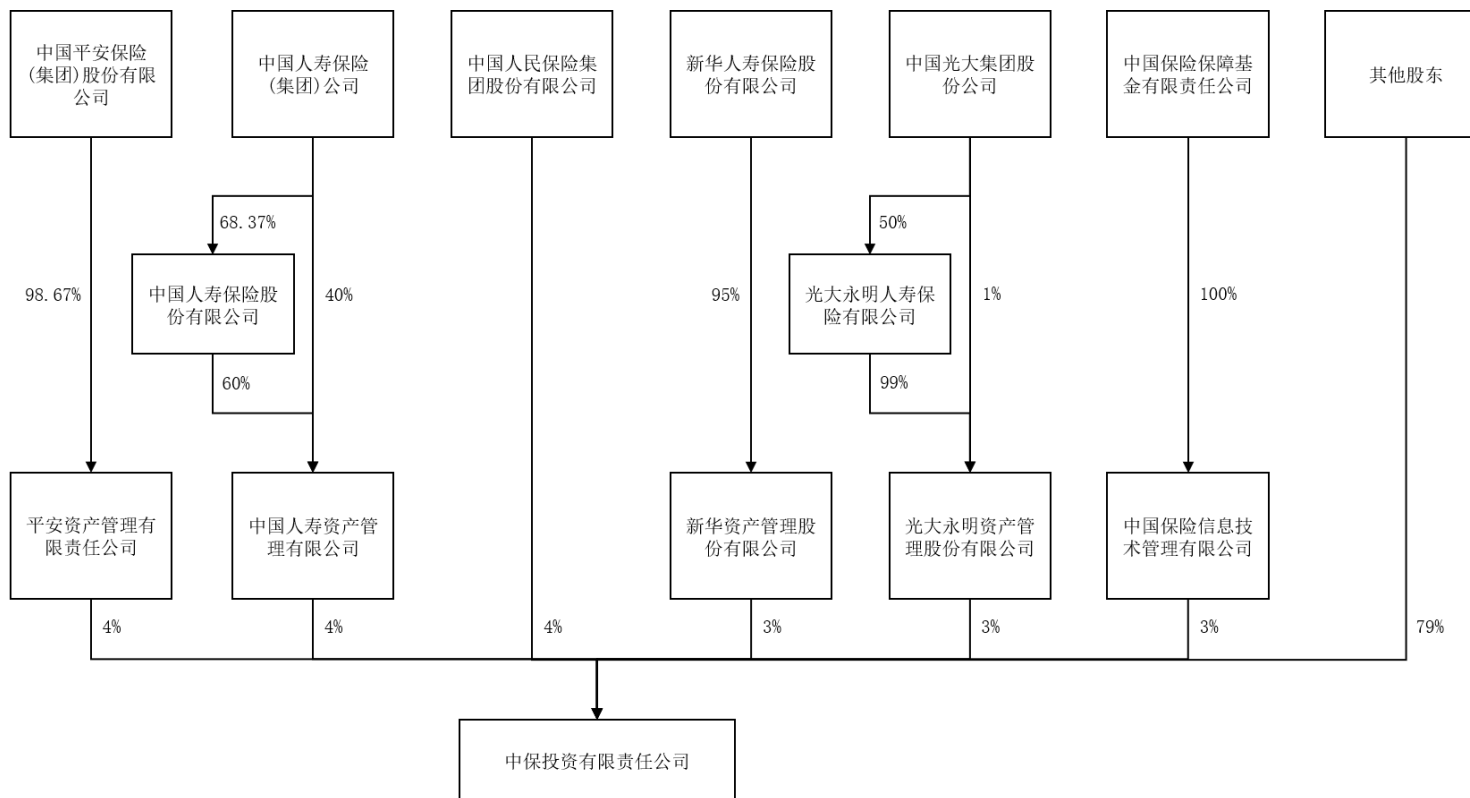 中国平安保险
(集团)股份有限
公司
中国人寿保险
(集团)公司
中国人民保险集
团股份有限公司
新华人寿保险股
份有限公司
中国光大集团股
份公司
中国保险保障基
金有限责任公司
其他股东
68.37%
50%
98.67%
中国人寿保险股
份有限公司
40%
95%
光大永明人寿保
险有限公司
1%
100%
60%
99%
平安资产管理有
限责任公司
中国人寿资产管
理有限公司
新华资产管理股
份有限公司
光大永明资产管
理股份有限公司
中国保险信息技
术管理有限公司
4%
4%
4%
3%
3%
3%
79%
中保投资有限责任公司